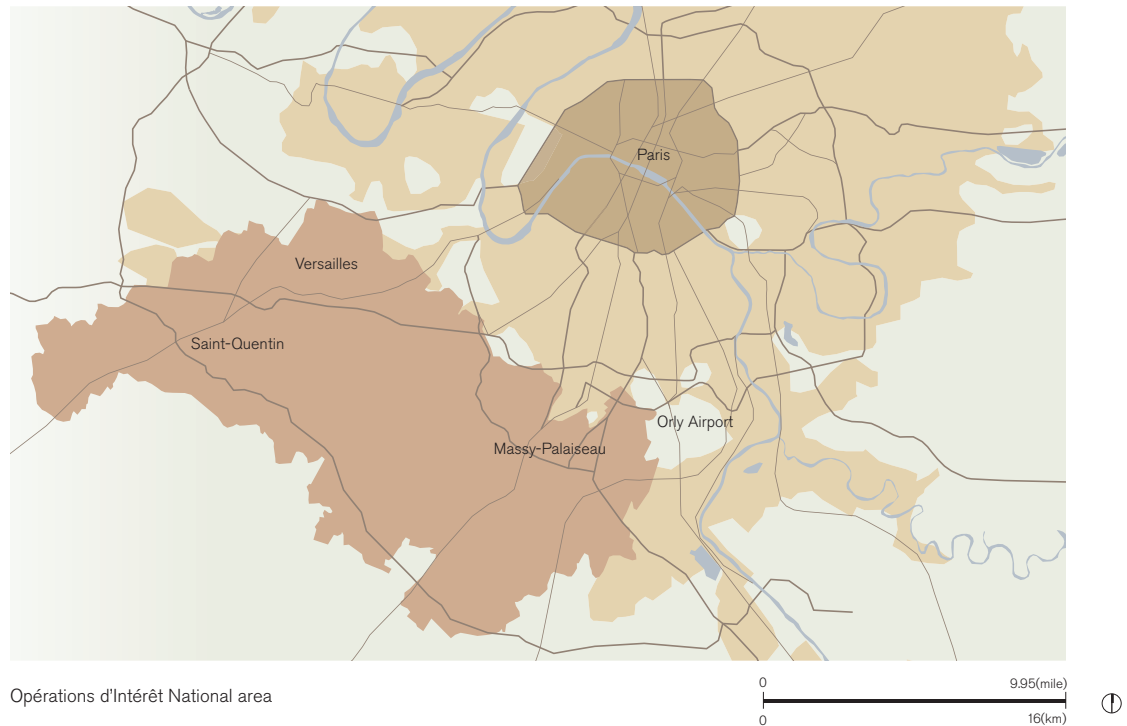 Paris
Versailles
Saint-Quentin
Orly Airport
Massy-Palaiseau
Opérations d'Intérêt National area
0 9.95(mile)
0 16(km)